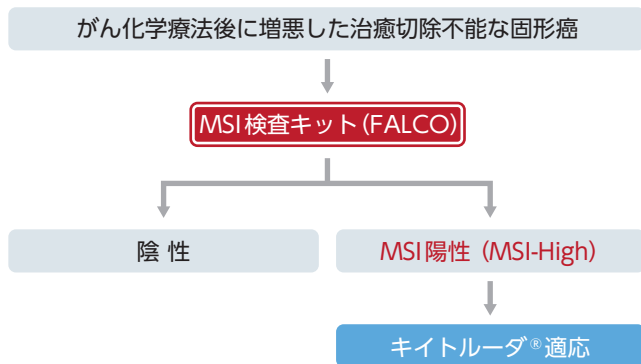 がん化学療法後に増悪した治癒切除不能な固形癌
MSI検査キット(FALCO)
陰 性
MSI陽性 (MSI-High)
キイトルーダ®適応